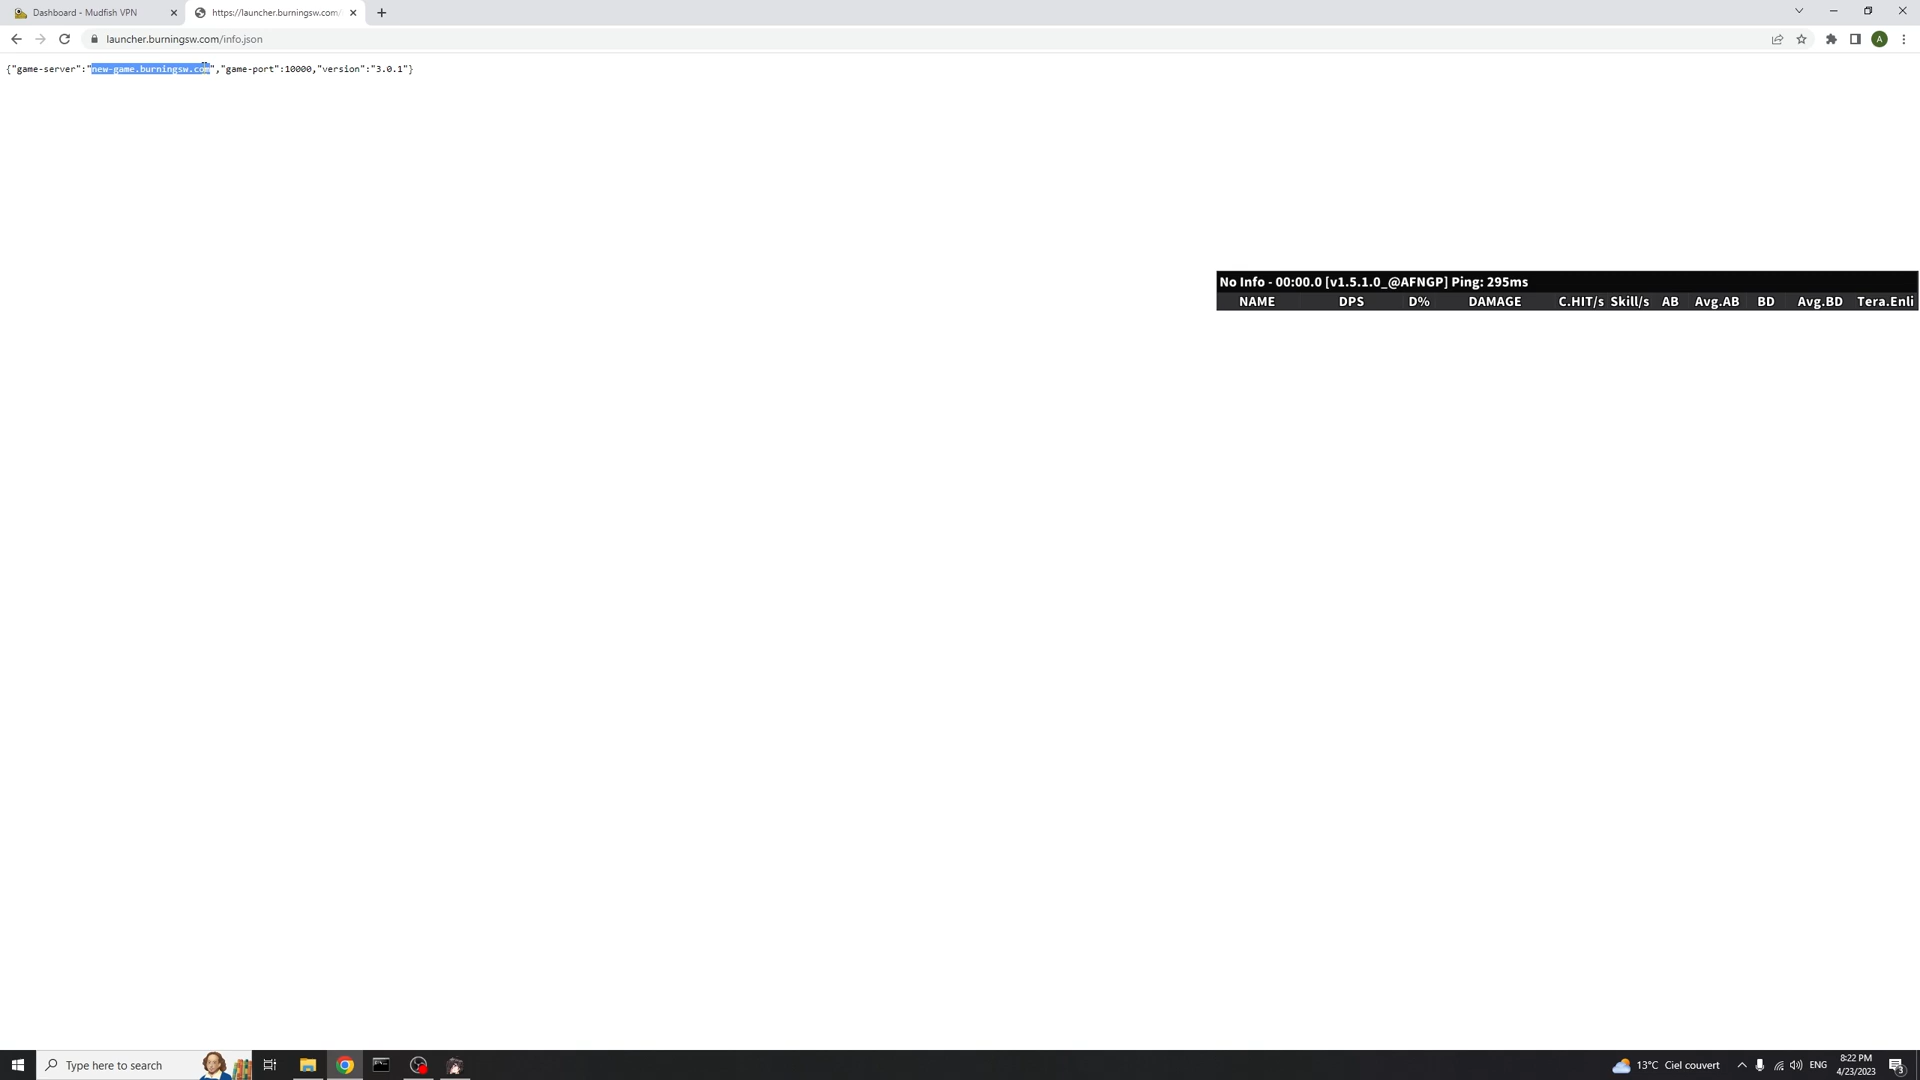 Dashboard - Mudfish VPN
https://launcher.burningsw.com/
launcher.burningsw.com/info.json
A
{"game-server":"new-game.burningsw.com","game-port":10000,"version":"3.0.1"}
No Info - 00:00.0 [v1.5.1.0_@AFNGP] Ping: 295ms
NAME DPS D% DAMAGE C.HIT/s Skill/s AB Avg.AB BD Avg.BD Tera.Enli
Type here to search
13°C Ciel couvert
ENG
8:22 PM
4/23/2023
3